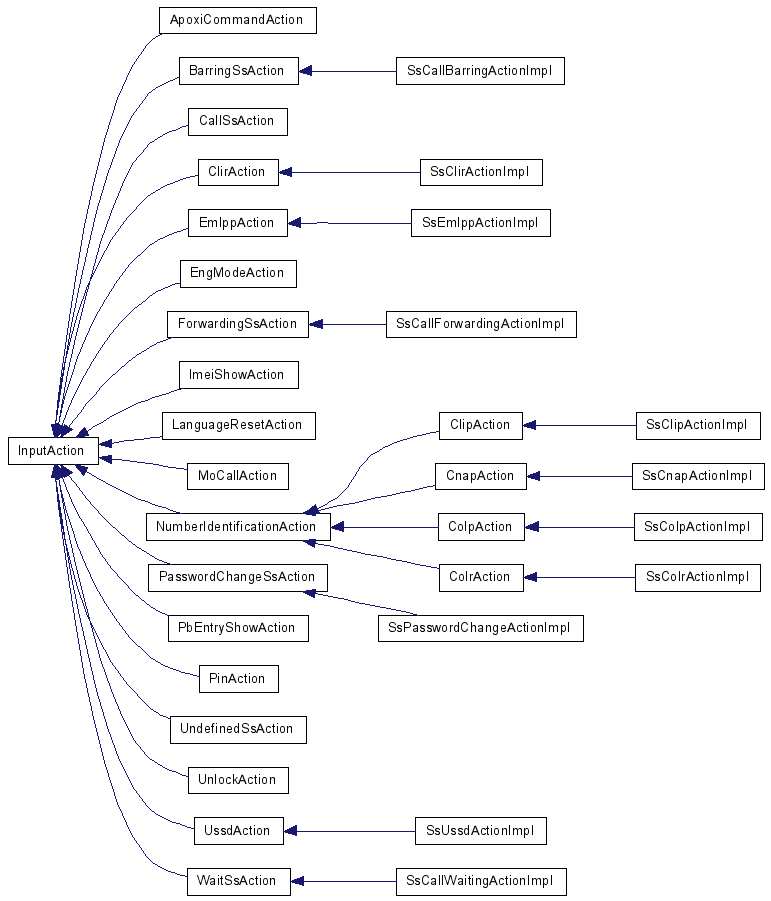 ApoxiCommandAction
BarringSsAction
SsCallBarringActionImpl
CallSsAction
ClirAction
SsClirActionImpl
EmlppAction
SsEmlppActionImpl
EngModeAction
ForwardingSsAction
SsCallForwardingActionImpl
ImeiShowAction
LanguageResetAction
ClipAction
SsClipActionImpl
InputAction
MoCallAction
CnapAction
SsCnapActionImpl
NumberIdentificationAction
ColpAction
SsColpActionImpl
PasswordChangeSsAction
ColrAction
SsColrActionImpl
PbEntryShowAction
SsPasswordChangeActionImpl
PinAction
UndefinedSsAction
UnlockAction
UssdAction
SsUssdActionImpl
WaitSsAction
SsCallWaitingActionImpl